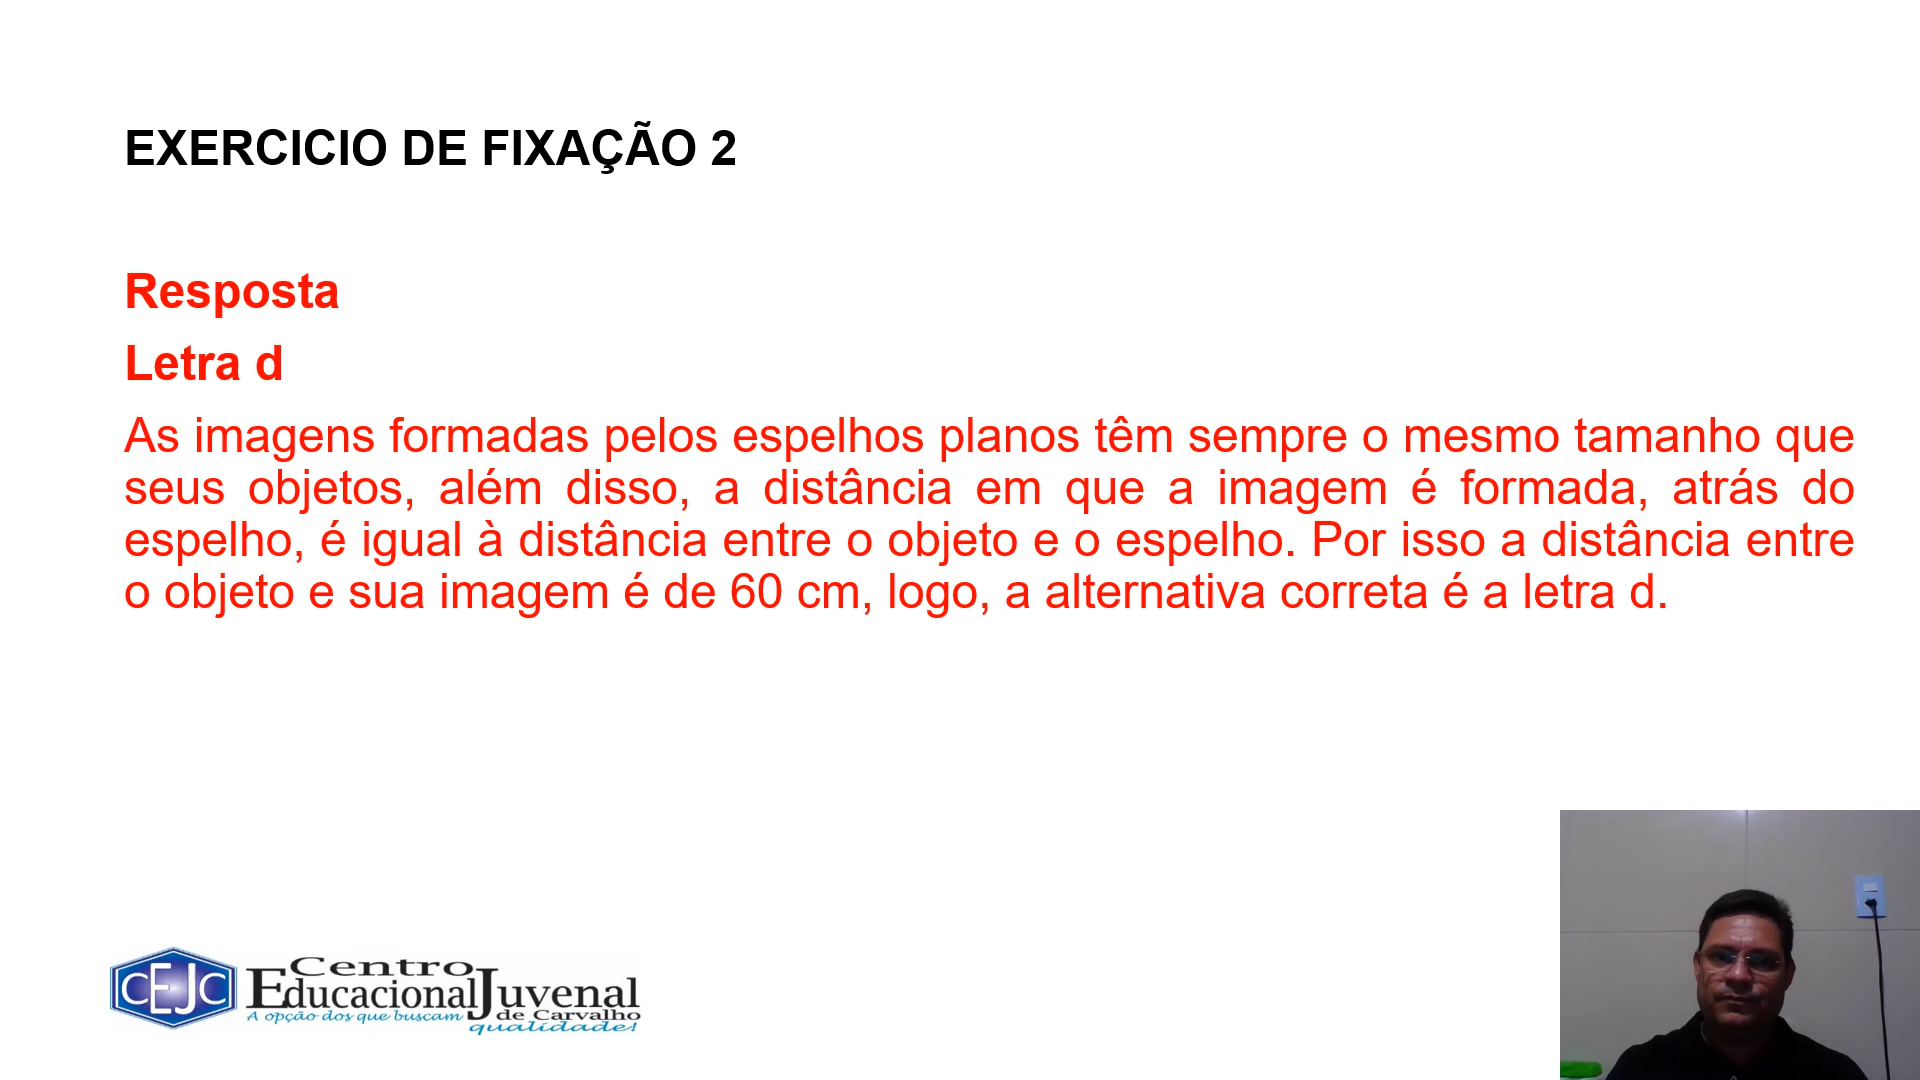 EXERCICIO DE FIXAÇÃO 2
Resposta
Letra d
As imagens formadas pelos espelhos planos têm sempre o mesmo tamanho que
seus objetos, além disso, a distância em que a imagem é formada, atrás do
espelho, é igual à distância entre o objeto e o espelho. Por isso a distância entre
o objeto e sua imagem é de 60 cm, logo, a alternativa correta é a letra d.
CEJC
Centro
Educacional Juvenal
de Carvalho
A opção dos que buscam
qualidade!